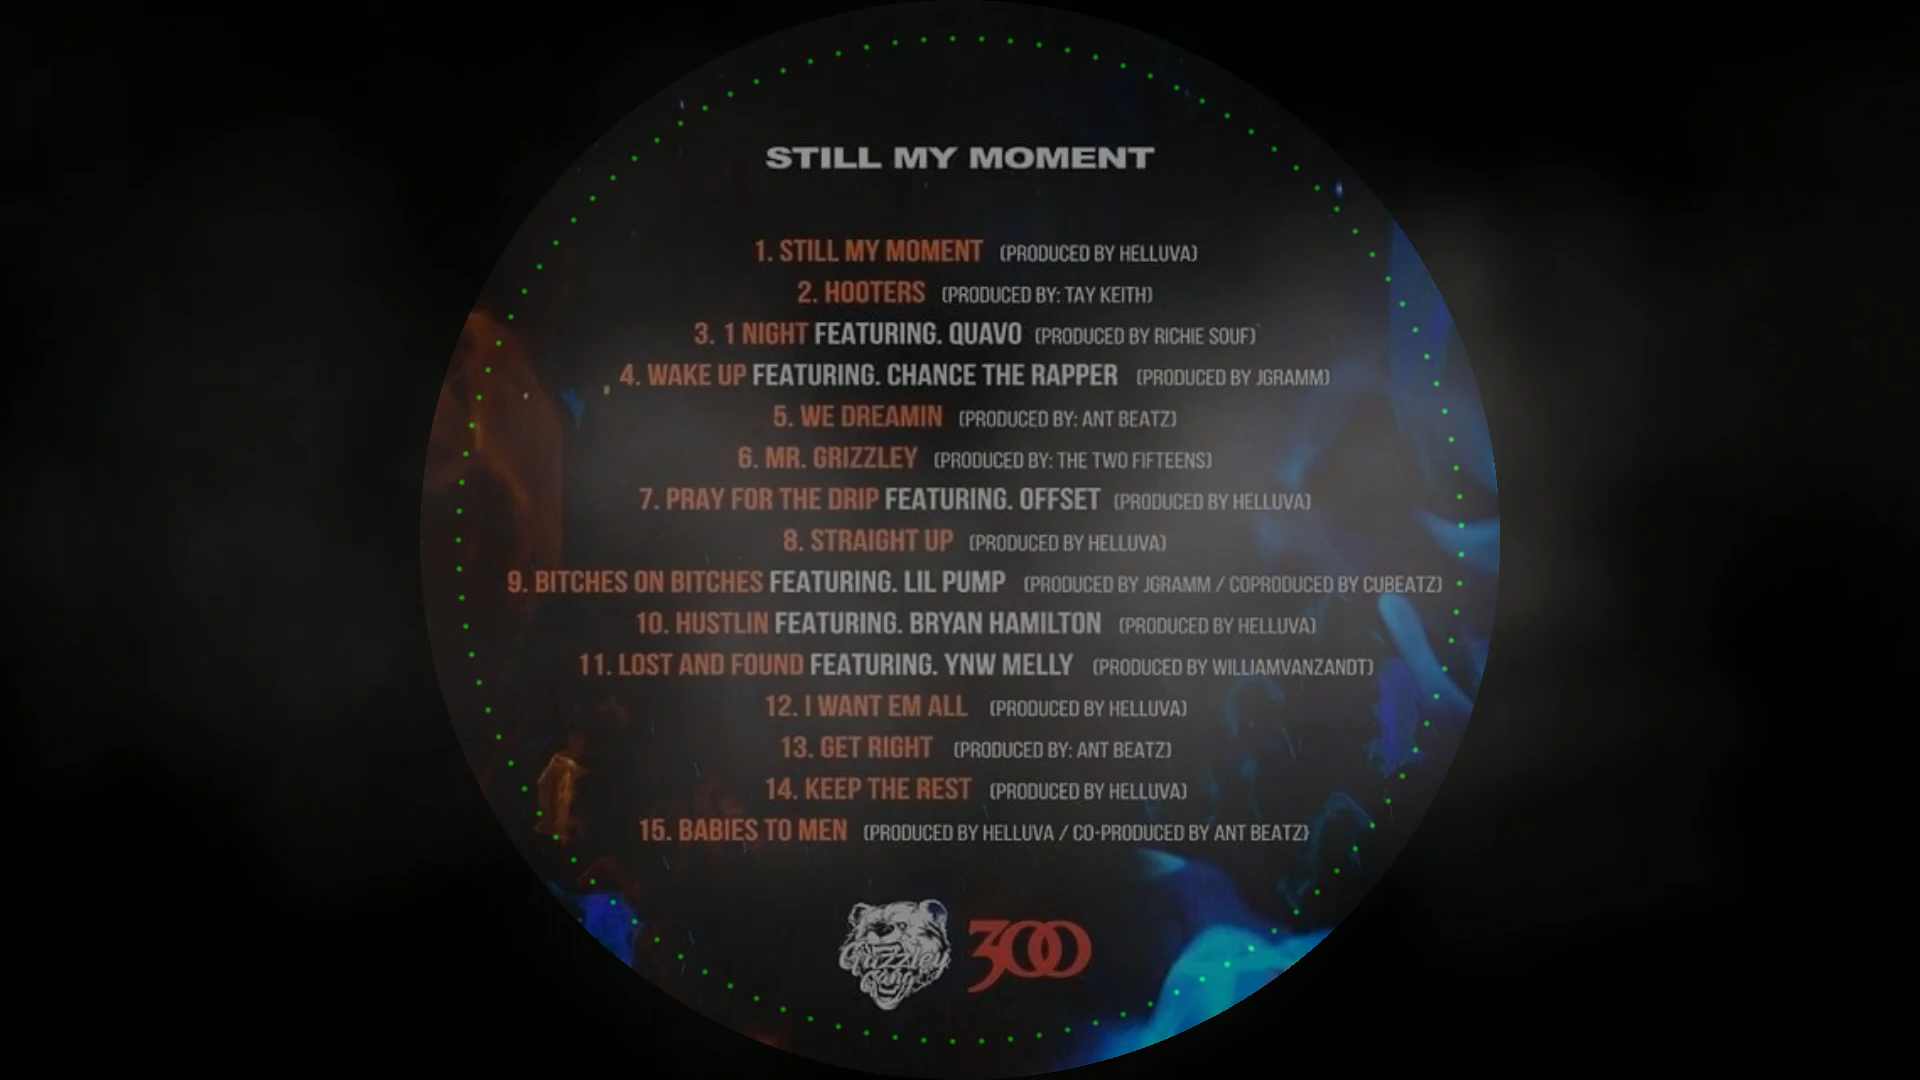 STILL MY MOMENT
1. STILL MY MOMENT (PRODUCED BY HELLUVA)
2. HOOTERS (PRODUCED BY: TAY KEITH)
3. 1 NIGHT FEATURING. QUAVO (PRODUCED BY RICHIE SOUF)
4. WAKE UP FEATURING. CHANCE THE RAPPER (PRODUCED BY JGRAMM)
5. WE DREAMIN (PRODUCED BY: ANT BEATZ)
6. MR. GRIZZLEY (PRODUCED BY: THE TWO FIFTEENS)
7. PRAY FOR THE DRIP FEATURING. OFFSET (PRODUCED BY HELLUVA)
8. STRAIGHT UP (PRODUCED BY HELLUVA)
9. BITCHES ON BITCHES FEATURING. LIL PUMP (PRODUCED BY JGRAMM / COPRODUCED BY CUBEATZ)
10. HUSTLIN FEATURING. BRYAN HAMILTON (PRODUCED BY HELLUVA)
11. LOST AND FOUND FEATURING. YNW MELLY (PRODUCED BY WILLIAMVANZANDT)
12. I WANT EM ALL (PRODUCED BY HELLUVA)
13. GET RIGHT (PRODUCED BY: ANT BEATZ)
14. KEEP THE REST (PRODUCED BY HELLUVA)
15. BABIES TO MEN (PRODUCED BY HELLUVA / CO-PRODUCED BY ANT BEATZ)
Grizzley
Gang
300